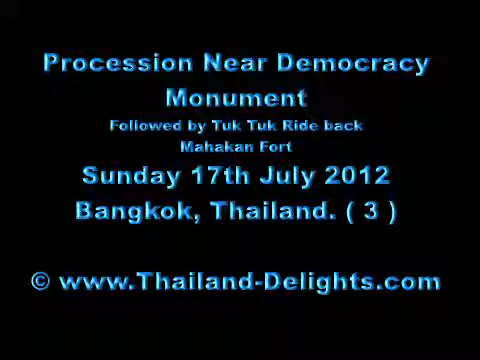 Procession Near Democracy
Monument
Followed by Tuk Tuk Ride back
Mahakan Fort
Sunday 17th July 2012
Bangkok, Thailand. ( 3 )
© www.Thailand-Delights.com